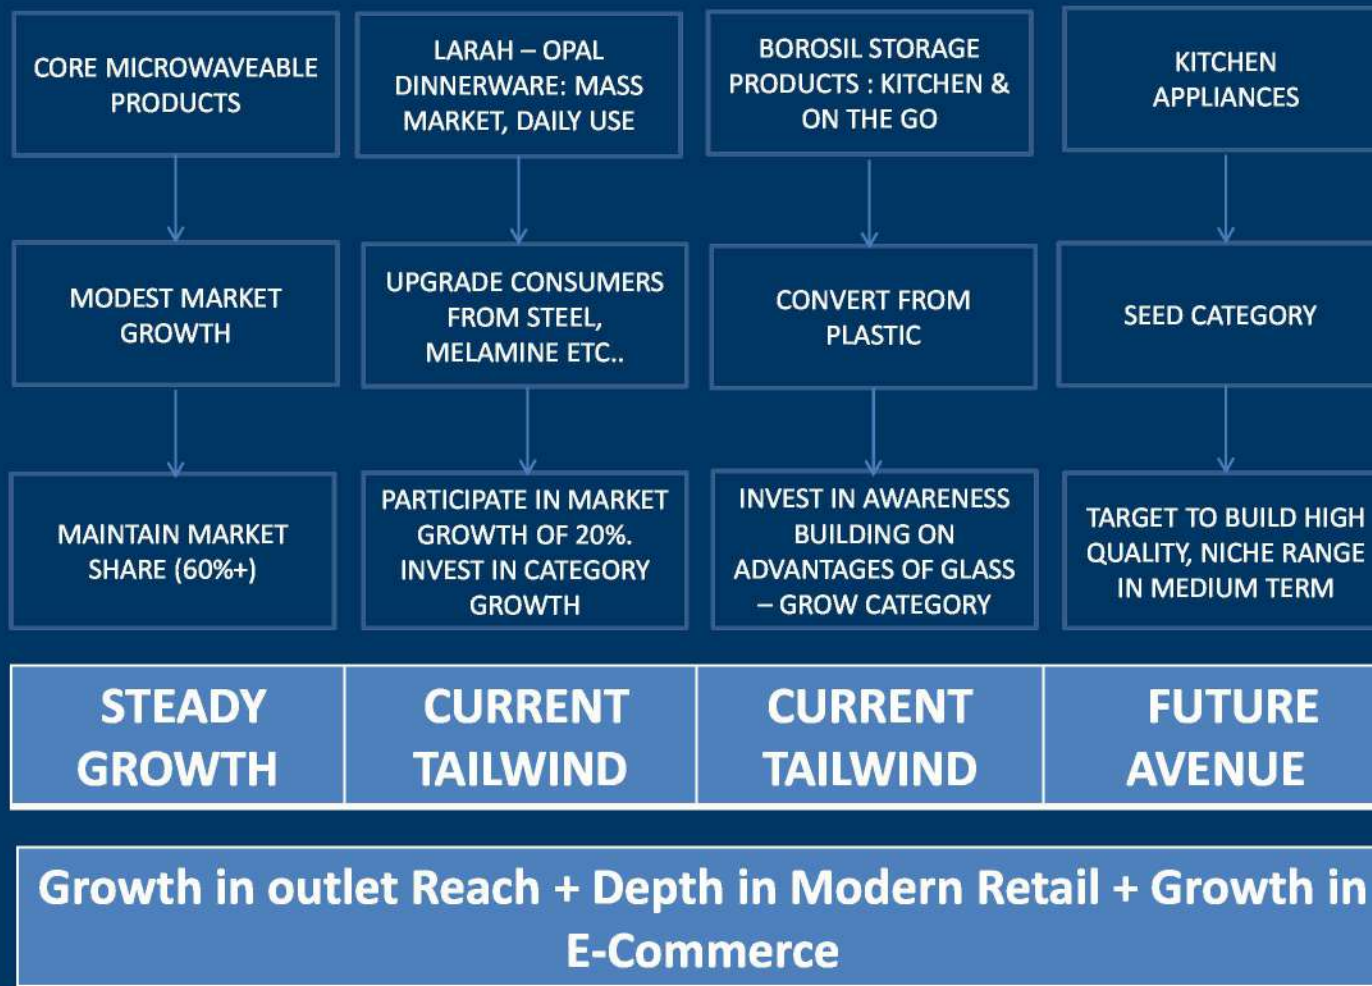 CORE MICROWAVEABLE
PRODUCTS
LARAH – OPAL
DINNERWARE: MASS
MARKET, DAILY USE
BOROSIL STORAGE
PRODUCTS : KITCHEN &
ON THE GO
KITCHEN
APPLIANCES
MODEST MARKET
GROWTH
UPGRADE CONSUMERS
FROM STEEL,
MELAMINE ETC..
CONVERT FROM
PLASTIC
SEED CATEGORY
MAINTAIN MARKET
SHARE (60%+)
PARTICIPATE IN MARKET
GROWTH OF 20%.
INVEST IN CATEGORY
GROWTH
INVEST IN AWARENESS
BUILDING ON
ADVANTAGES OF GLASS
– GROW CATEGORY
TARGET TO BUILD HIGH
QUALITY, NICHE RANGE
IN MEDIUM TERM
STEADY
GROWTH
CURRENT
TAILWIND
CURRENT
TAILWIND
FUTURE
AVENUE
Growth in outlet Reach + Depth in Modern Retail + Growth in
E-Commerce